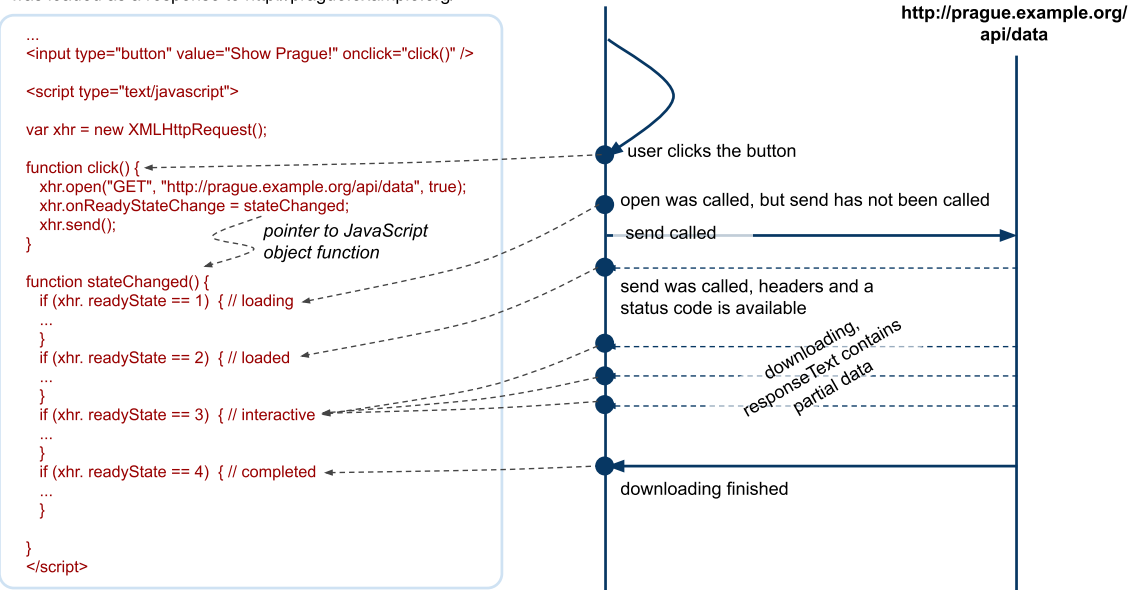 ...
<input type="button" value="Show Prague!" onclick="click()" />
<script type="text/javascript">
var xhr = new XMLHttpRequest();
function click() {
xhr.open("GET", "http://prague.example.org/api/data", true);
xhr.onReadyStateChange = stateChanged;
xhr.send();
}
pointer to JavaScript
object function
function stateChanged() {
if (xhr. readyState == 1) { // loading
...
}
if (xhr. readyState == 2) { // loaded
...
}
if (xhr. readyState == 3) { // interactive
...
}
if (xhr. readyState == 4) { // completed
...
}
}
</script>
http://prague.example.org/
api/data
user clicks the button
open was called, but send has not been called
send called
send was called, headers and a
status code is available
downloading,
responseText contains
partial data
downloading finished